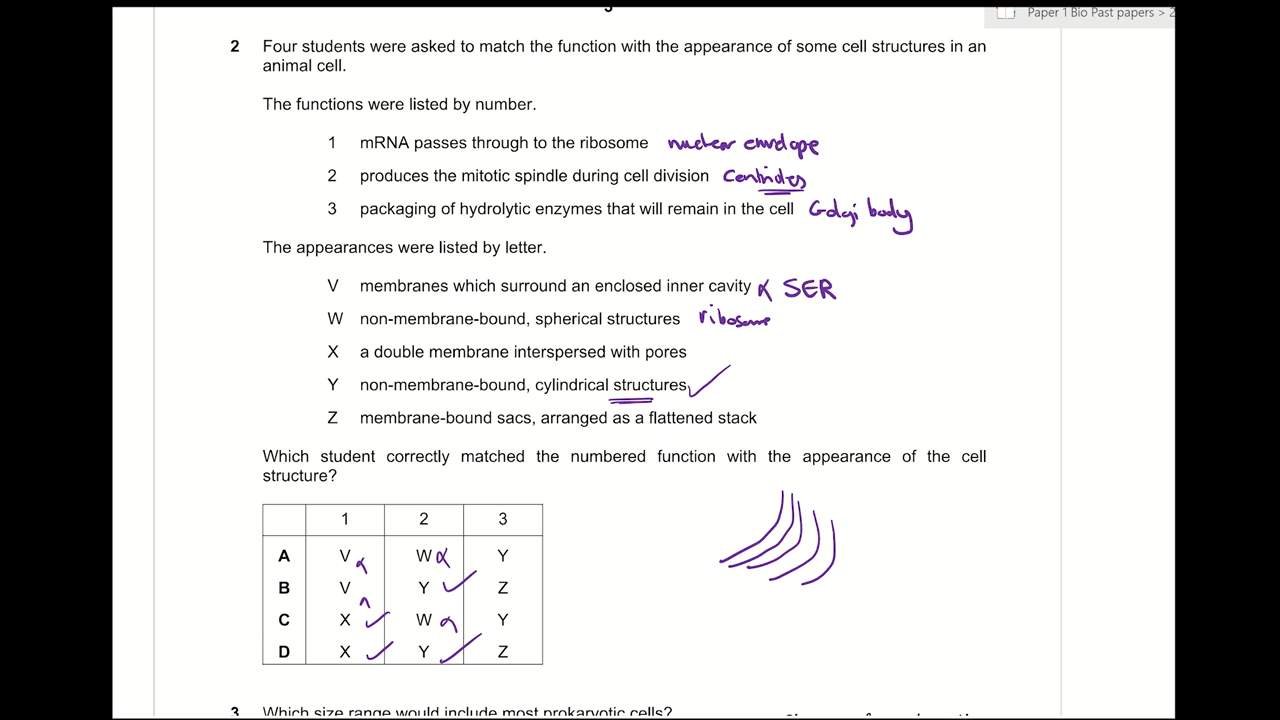 Paper 1 Bio Past papers > 2
2 Four students were asked to match the function with the appearance of some cell structures in an
animal cell.
The functions were listed by number.
1 mRNA passes through to the ribosome nuclear envelope
2 produces the mitotic spindle during cell division Centrioles
3 packaging of hydrolytic enzymes that will remain in the cell Golgi body
The appearances were listed by letter.
V membranes which surround an enclosed inner cavity SER
W non-membrane-bound, spherical structures ribosome
X a double membrane interspersed with pores
Y non-membrane-bound, cylindrical structures
Z membrane-bound sacs, arranged as a flattened stack
Which student correctly matched the numbered function with the appearance of the cell
structure?
1 2 3
A V W Y
B V Y Z
C X W Y
D X Y Z
3 Which size range would include most prokaryotic cells?